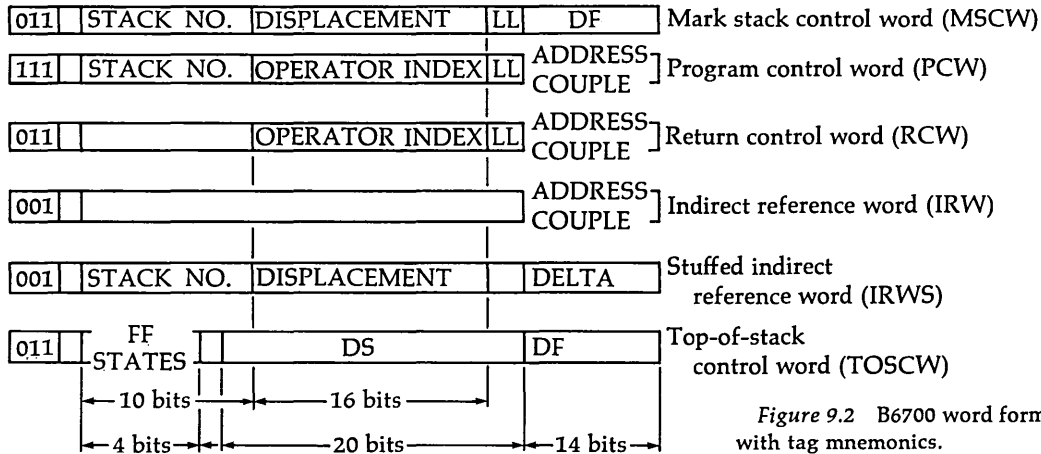 011 STACK NO. DISPLACEMENT LL DF Mark stack control word (MSCW)
111 STACK NO. OPERATOR INDEX LL ADDRESS COUPLE Program control word (PCW)
011 OPERATOR INDEX LL ADDRESS COUPLE Return control word (RCW)
001 ADDRESS COUPLE Indirect reference word (IRW)
001 STACK NO. DISPLACEMENT DELTA Stuffed indirect
reference word (IRWS)
011 FF STATES DS DF Top-of-stack
control word (TOSCW)
10 bits 16 bits
4 bits 20 bits 14 bits
Figure 9.2 B6700 word form
with tag mnemonics.